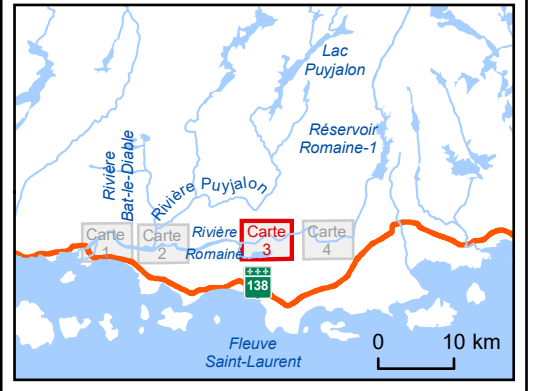 Lac
Puyjalon
Réservoir
Romaine-1
Rivière
Bat-le-Diable
Rivière Puyjalon
Carte
1
Carte
2
Rivière
Romaine
Carte
3
Carte
4
138
Fleuve
Saint-Laurent
0 10 km